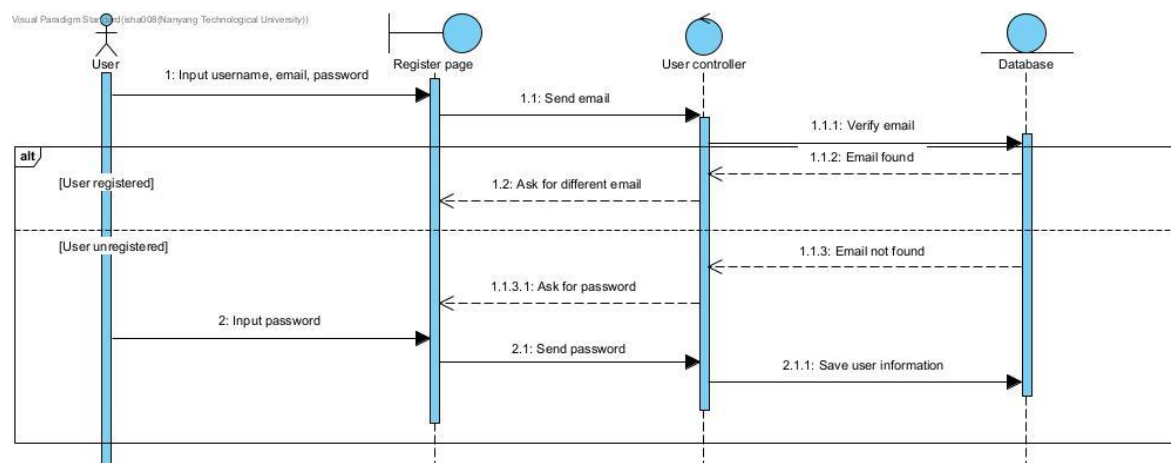 Visual Paradigm Standard(isha008(Nanyang Technological University))
User
Register page
User controller
Database
1: Input username, email, password
1.1: Send email
1.1.1: Verify email
alt
1.1.2: Email found
[User registered]
1.2: Ask for different email
[User unregistered]
1.1.3: Email not found
1.1.3.1: Ask for password
2: Input password
2.1: Send password
2.1.1: Save user information